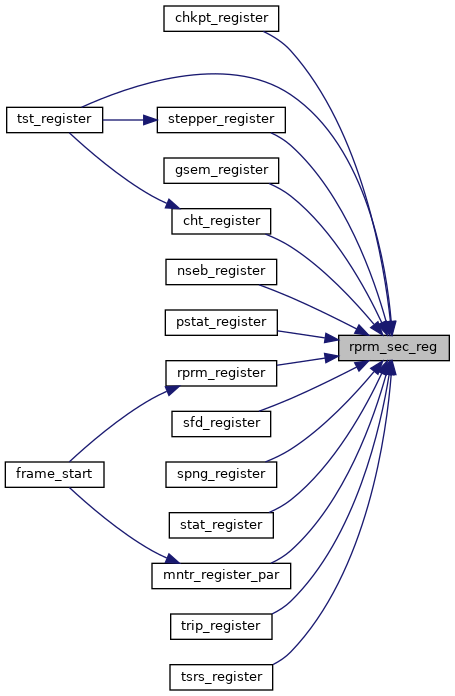 chkpt_register
tst_register
stepper_register
gsem_register
cht_register
nseb_register
pstat_register
rprm_sec_reg
rprm_register
sfd_register
frame_start
spng_register
stat_register
mntr_register_par
trip_register
tsrs_register